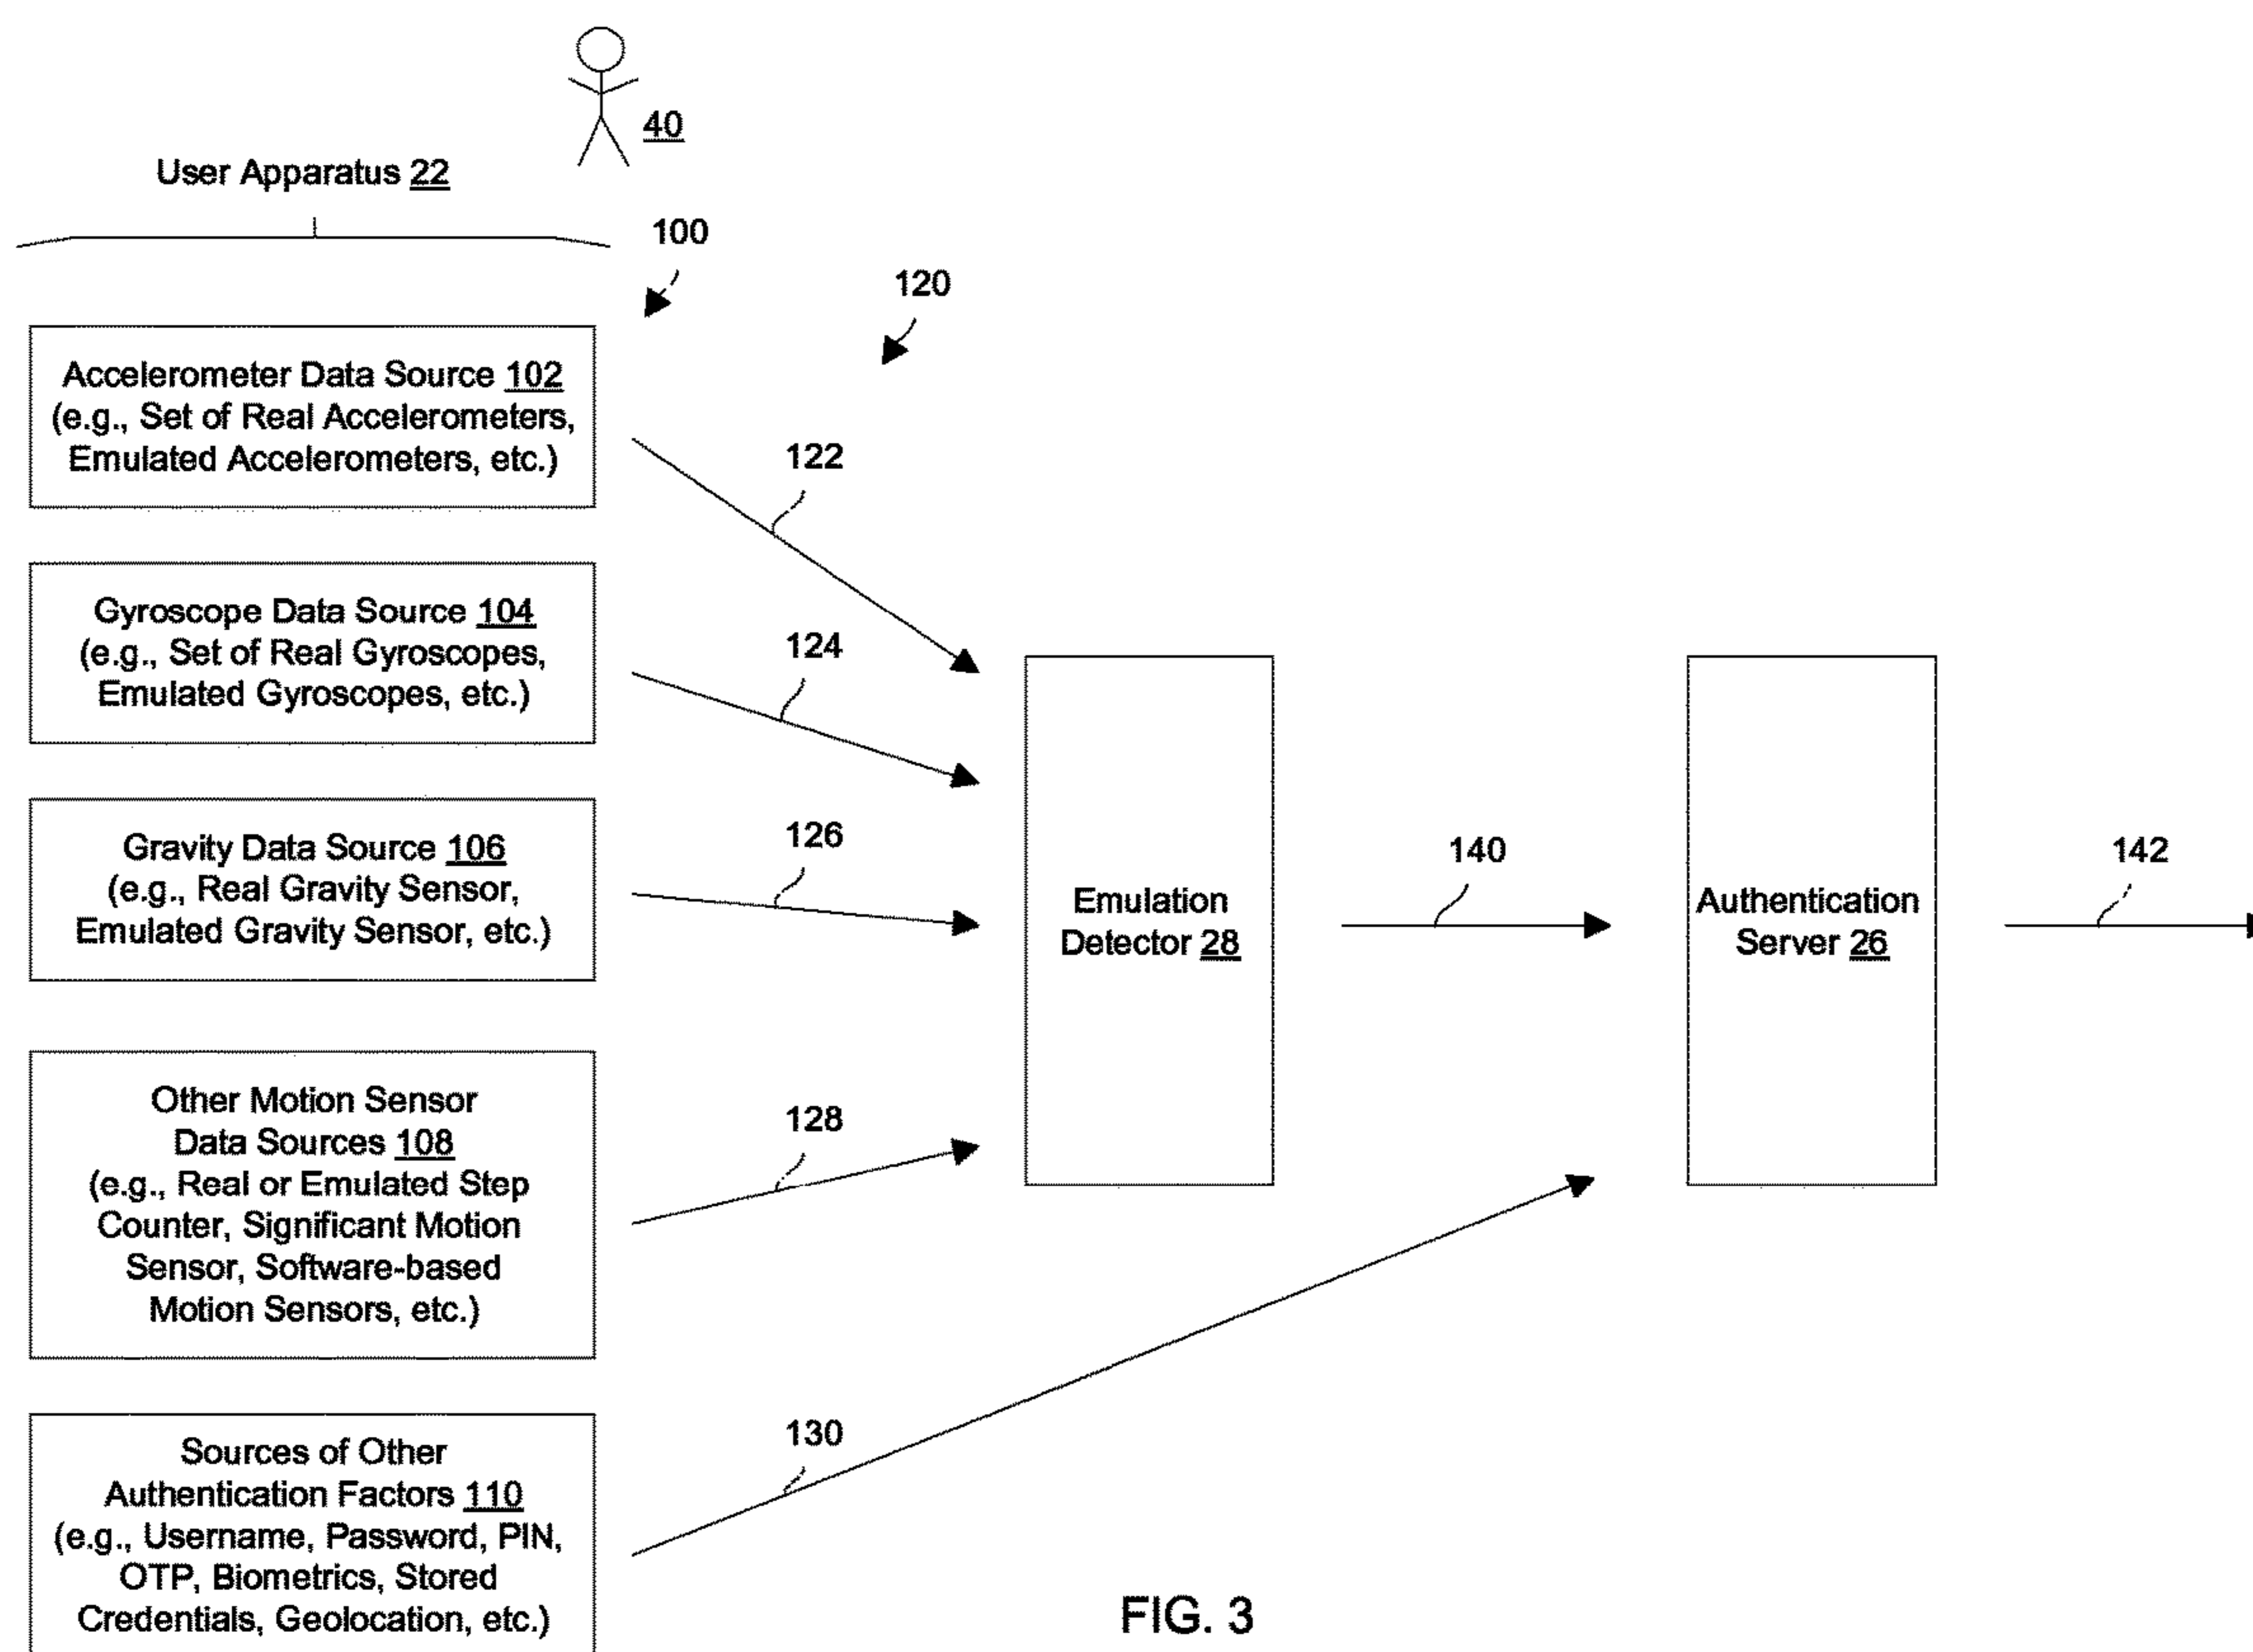 40
User Apparatus 22
100
120
Accelerometer Data Source 102
(e.g., Set of Real Accelerometers,
Emulated Accelerometers, etc.)
122
Gyroscope Data Source 104
(e.g., Set of Real Gyroscopes,
Emulated Gyroscopes, etc.)
124
Gravity Data Source 106
(e.g., Real Gravity Sensor,
Emulated Gravity Sensor, etc.)
126
Other Motion Sensor
Data Sources 108
(e.g., Real or Emulated Step
Counter, Significant Motion
Sensor, Software-based
Motion Sensors, etc.)
128
Sources of Other
Authentication Factors 110
(e.g., Username, Password, PIN,
OTP, Biometrics, Stored
Credentials, Geolocation, etc.)
130
Emulation
Detector 28
140
Authentication
Server 26
142
FIG. 3